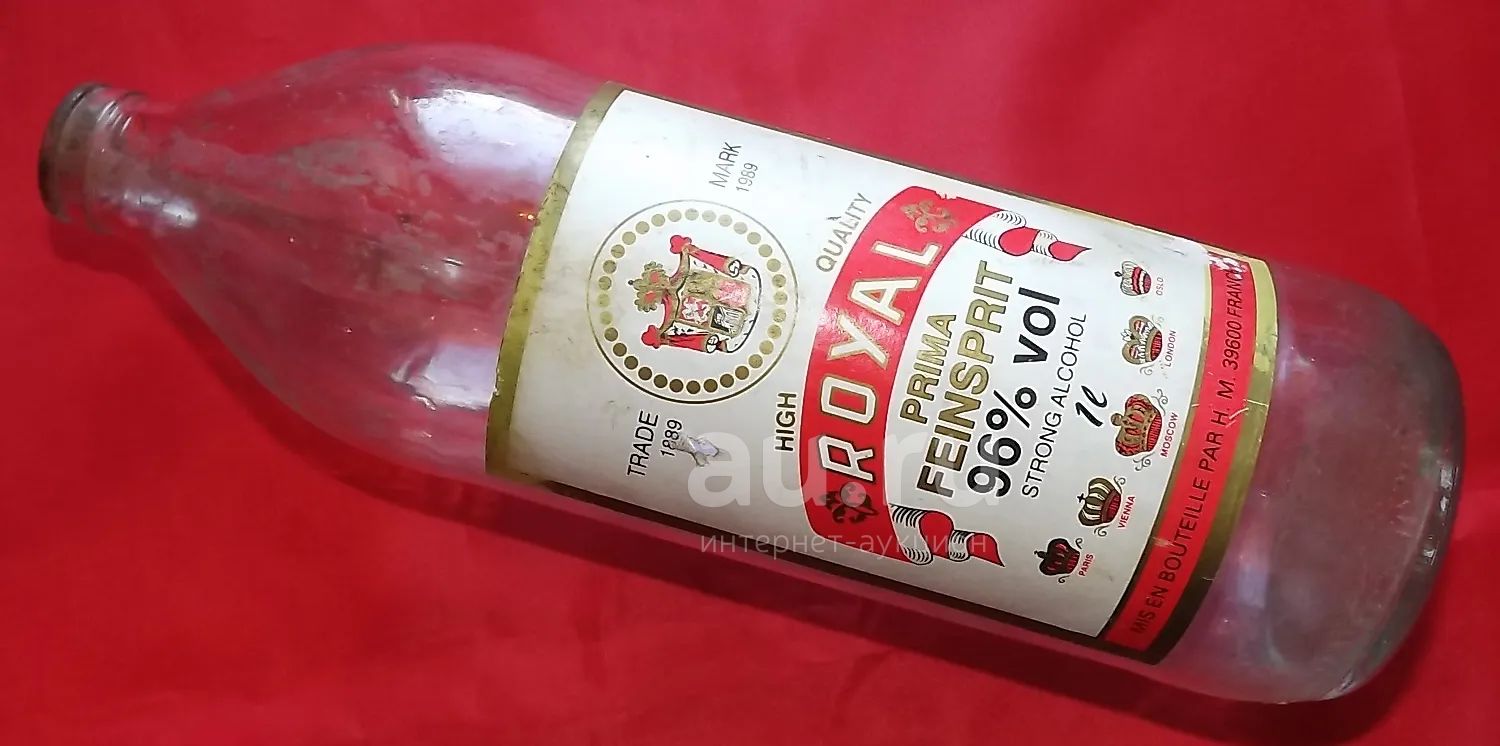 TRADE MARK
1889 1989
HIGH QUALITY
ROYAL
PRIMA
FEINSPRIT
96% vol
STRONG ALCOHOL
1ℓ
PARIS VIENNA MOSCOW LONDON OSLO
MIS EN BOUTEILLE PAR H. M. 39600 FRANCE
au.ru
интернет-аукцион